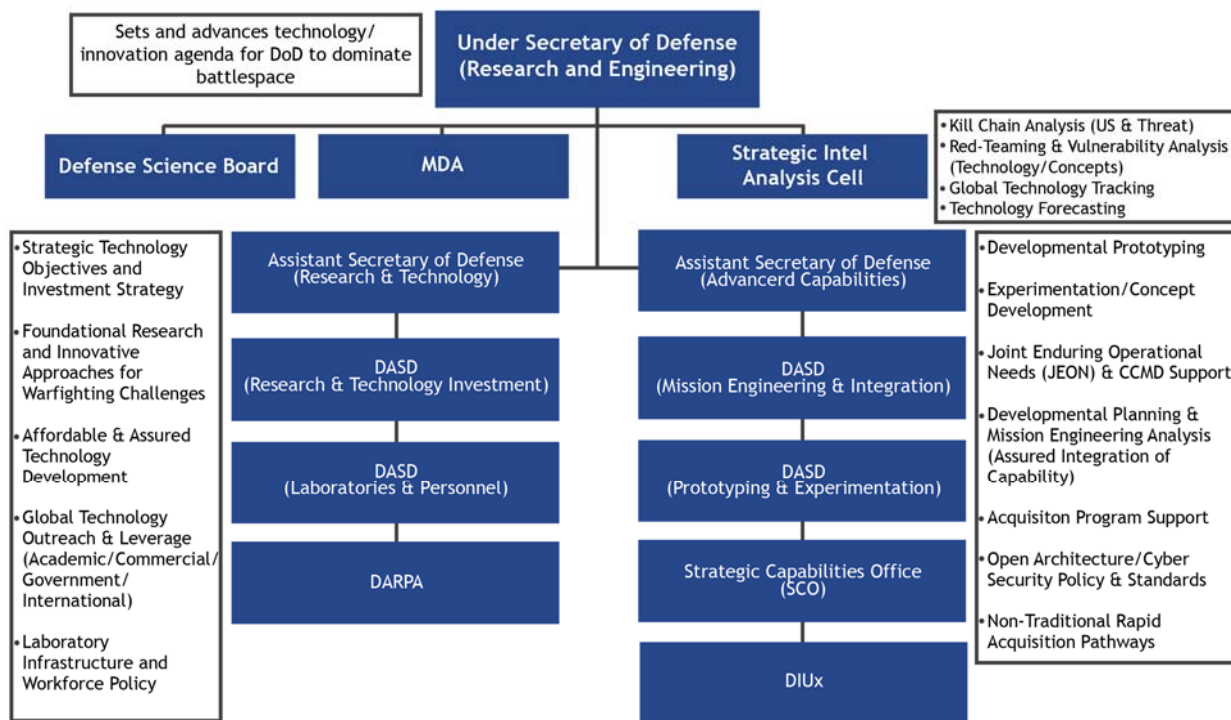 Sets and advances technology/
innovation agenda for DoD to dominate
battlespace
Under Secretary of Defense
(Research and Engineering)
Defense Science Board
MDA
Strategic Intel
Analysis Cell
• Kill Chain Analysis (US & Threat)
• Red-Teaming & Vulnerability Analysis
(Technology/Concepts)
• Global Technology Tracking
• Technology Forecasting
• Strategic Technology
Objectives and
Investment Strategy
• Foundational Research
and Innovative
Approaches for
Warfighting Challenges
• Affordable & Assured
Technology
Development
• Global Technology
Outreach & Leverage
(Academic/Commercial/
Government/
International)
• Laboratory
Infrastructure and
Workforce Policy
Assistant Secretary of Defense
(Research & Technology)
DASD
(Research & Technology Investment)
DASD
(Laboratories & Personnel)
DARPA
Assistant Secretary of Defense
(Advancerd Capabilities)
DASD
(Mission Engineering & Integration)
DASD
(Prototyping & Experimentation)
Strategic Capabilities Office
(SCO)
DIUx
• Developmental Prototyping
• Experimentation/Concept
Development
• Joint Enduring Operational
Needs (JEON) & CCMD Support
• Developmental Planning &
Mission Engineering Analysis
(Assured Integration of
Capability)
• Acquisiton Program Support
• Open Architecture/Cyber
Security Policy & Standards
• Non-Traditional Rapid
Acquisition Pathways